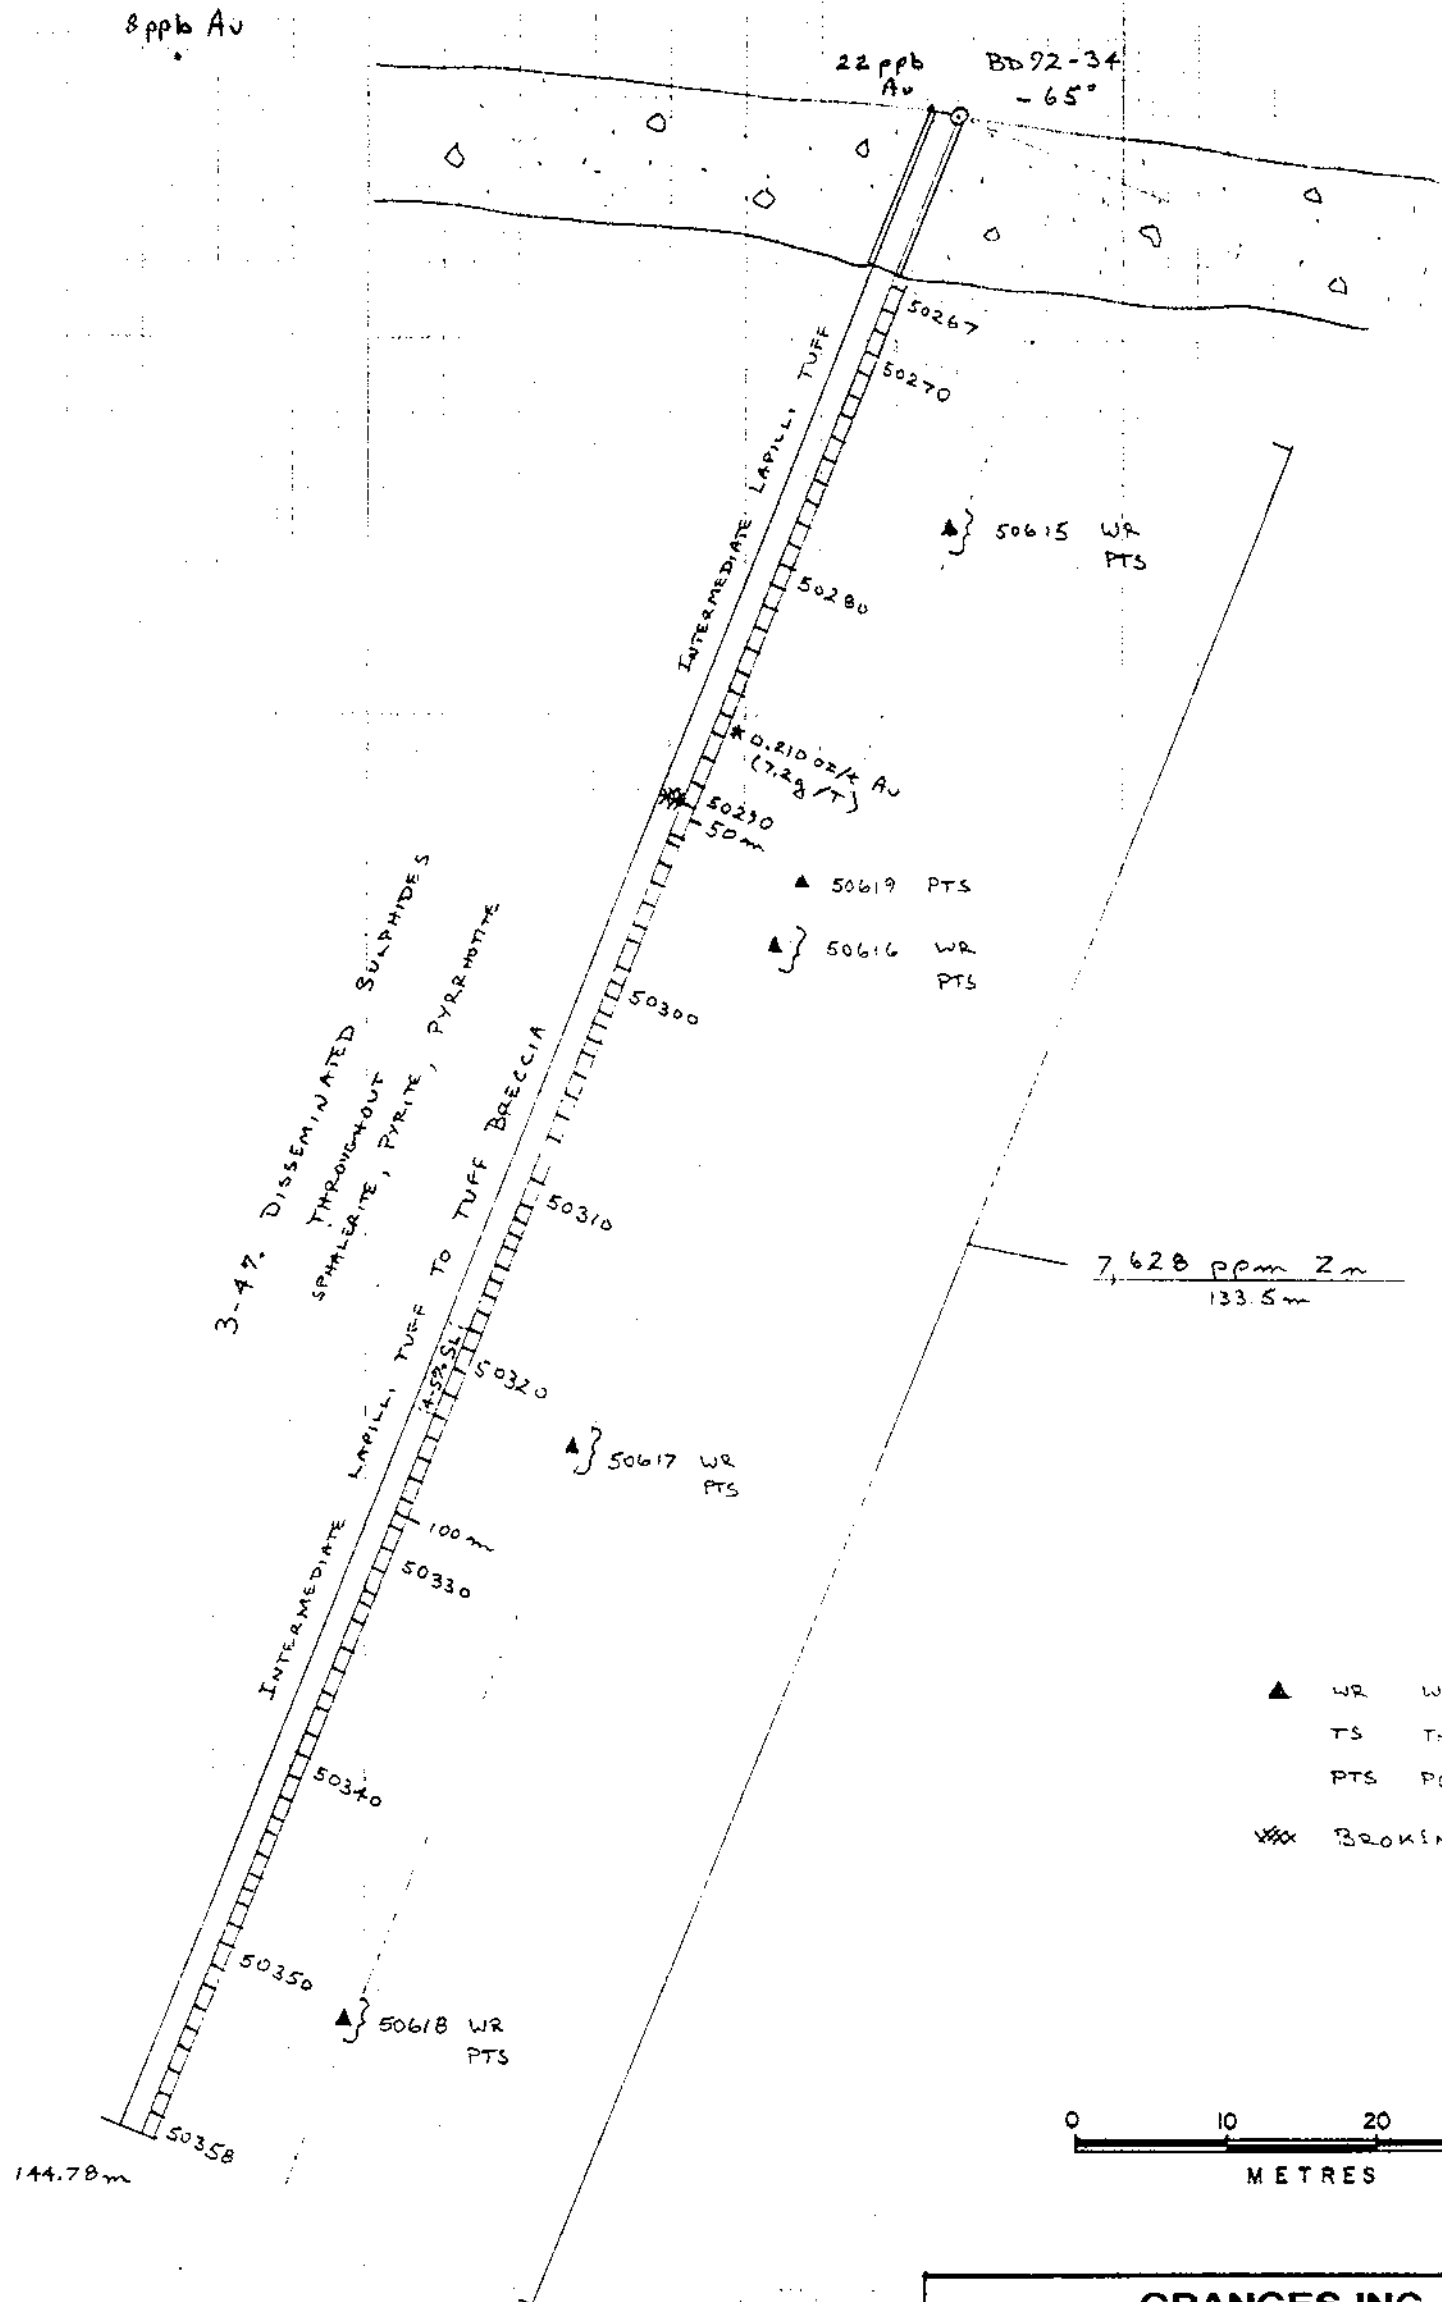 8 ppb Au
22 ppb
Au
BD92-34
- 65°
50267
50270
INTERMEDIATE LAPILLI TUFF
50615 WR
PTS
50280
* 0.210 oz/t Au
(7.2g/T)
50290
50m
50619 PTS
50616 WR
PTS
50300
3-4%. DISSEMINATED SULPHIDES
THROUGHOUT
SPHALERITE, PYRITE, PYRRHOTITE
INTERMEDIATE LAPILLI TUFF TO TUFF BRECCIA
50310
7,628 ppm Zn
133.5m
4-5% SL
50320
50617 WR
PTS
100m
50330
WR
TS
PTS
50340
50350
50618 WR
PTS
50358
144.78m
0 10 20
METRES
GRANGES INC